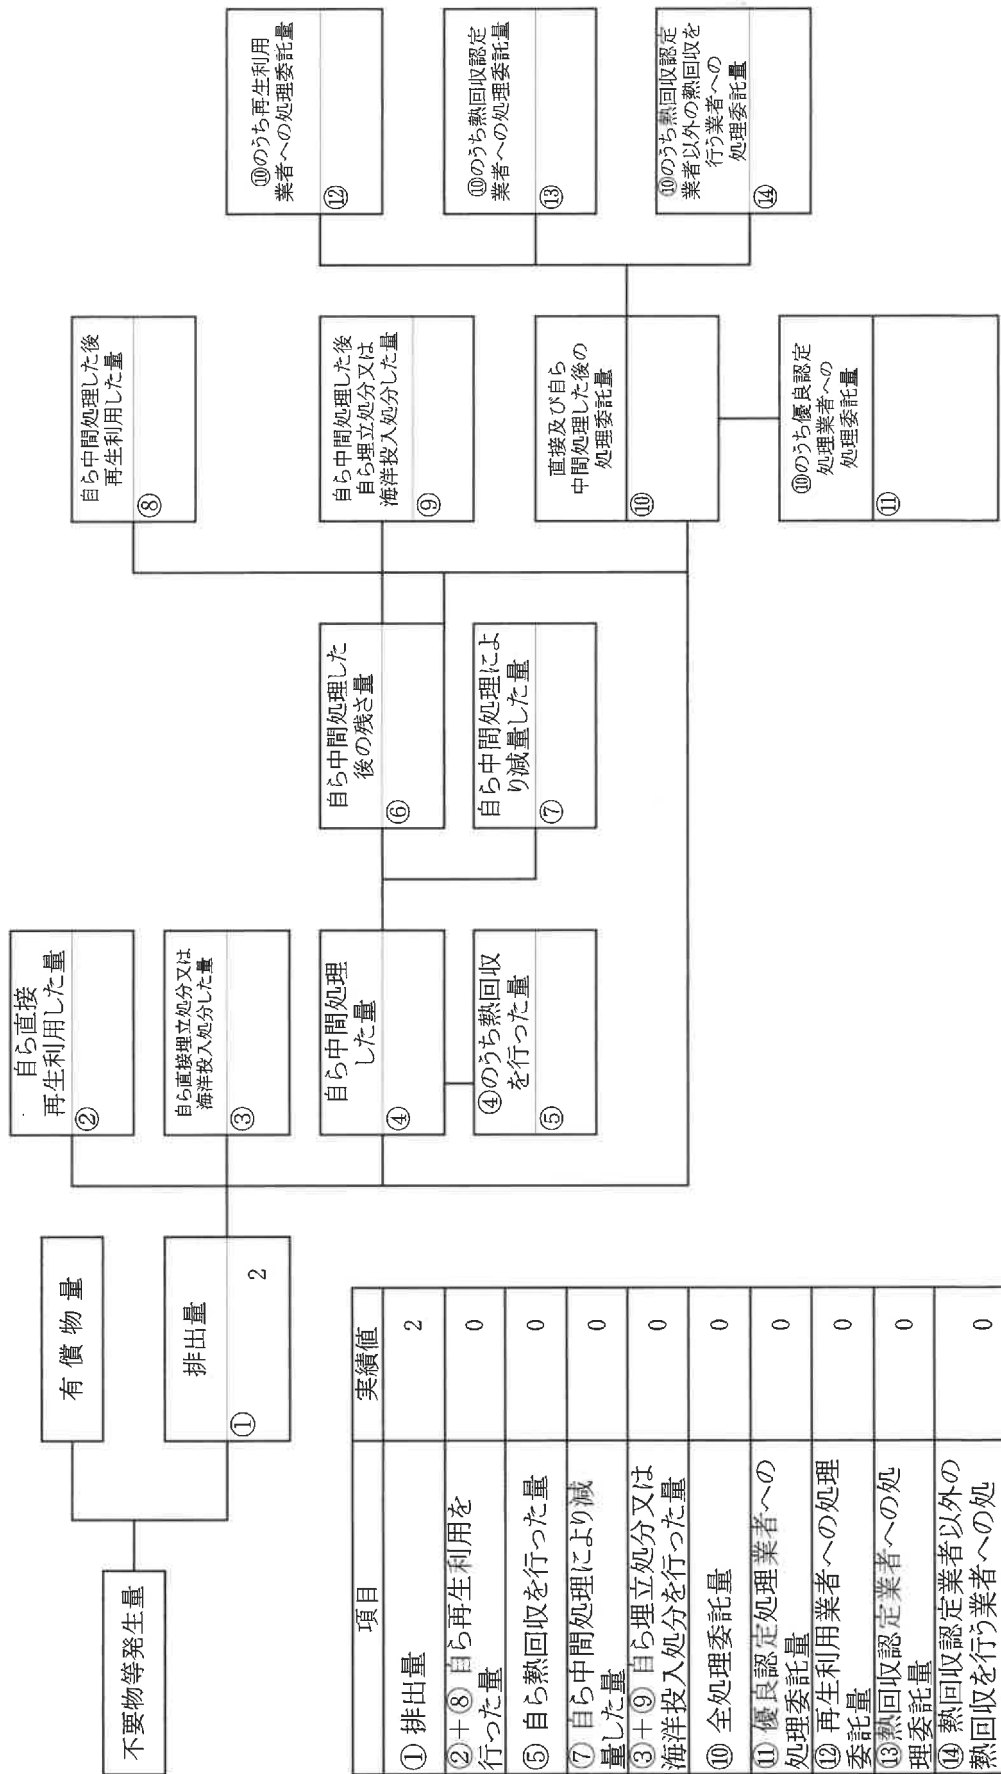 不要物等発生量
有償物量
排出量
①
2
自ら直接
再生利用した量
②
自ら直接埋立処分又は
海洋投入処分した量
③
自ら中間処理
した量
④
④のうち熱回収
を行った量
⑤
自ら中間処理した
後の残さ量
⑥
自ら中間処理によ
り減量した量
⑦
自ら中間処理した後
再生利用した量
⑧
自ら中間処理した後
自ら埋立処分又は
海洋投入処分した量
⑨
直接及び自ら
中間処理した後の
処理委託量
⑩
⑩のうち優良認定
処理業者への
処理委託量
⑪
⑩のうち再生利用
業者への処理委託量
⑫
⑩のうち熱回収認定
業者への処理委託量
⑬
⑩のうち熱回収認定
業者以外の熱回収を
行う業者への
処理委託量
⑭
項目 実績値
① 排出量 2
②+⑧ 自ら再生利用を
行った量 0
⑤ 自ら熱回収を行った量 0
⑦ 自ら中間処理により減
量した量 0
③+⑨ 自ら埋立処分又は
海洋投入処分を行った量 0
⑩ 全処理委託量 0
⑪ 優良認定処理業者への
処理委託量 0
⑫ 再生利用業者への処理
委託量 0
⑬熱回収認定業者への処
理委託量 0
⑭ 熱回収認定業者以外の
熱回収を行う業者への処 0